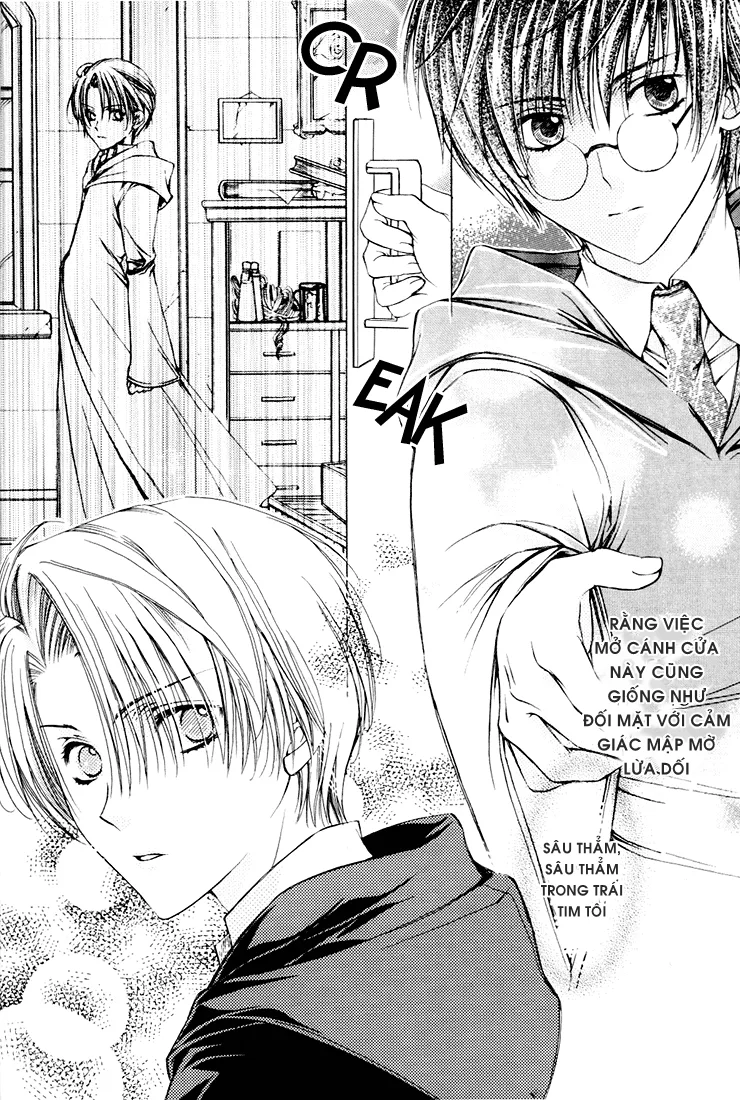 CR
EAK
RẰNG VIỆC
MỞ CÁNH CỬA
NÀY CŨNG
GIỐNG NHƯ
ĐỐI MẶT VỚI CẢM
GIÁC MẬP MỜ
LỪA DỐI
SÂU THẲM,
SÂU THẲM
TRONG TRÁI
TIM TÔI